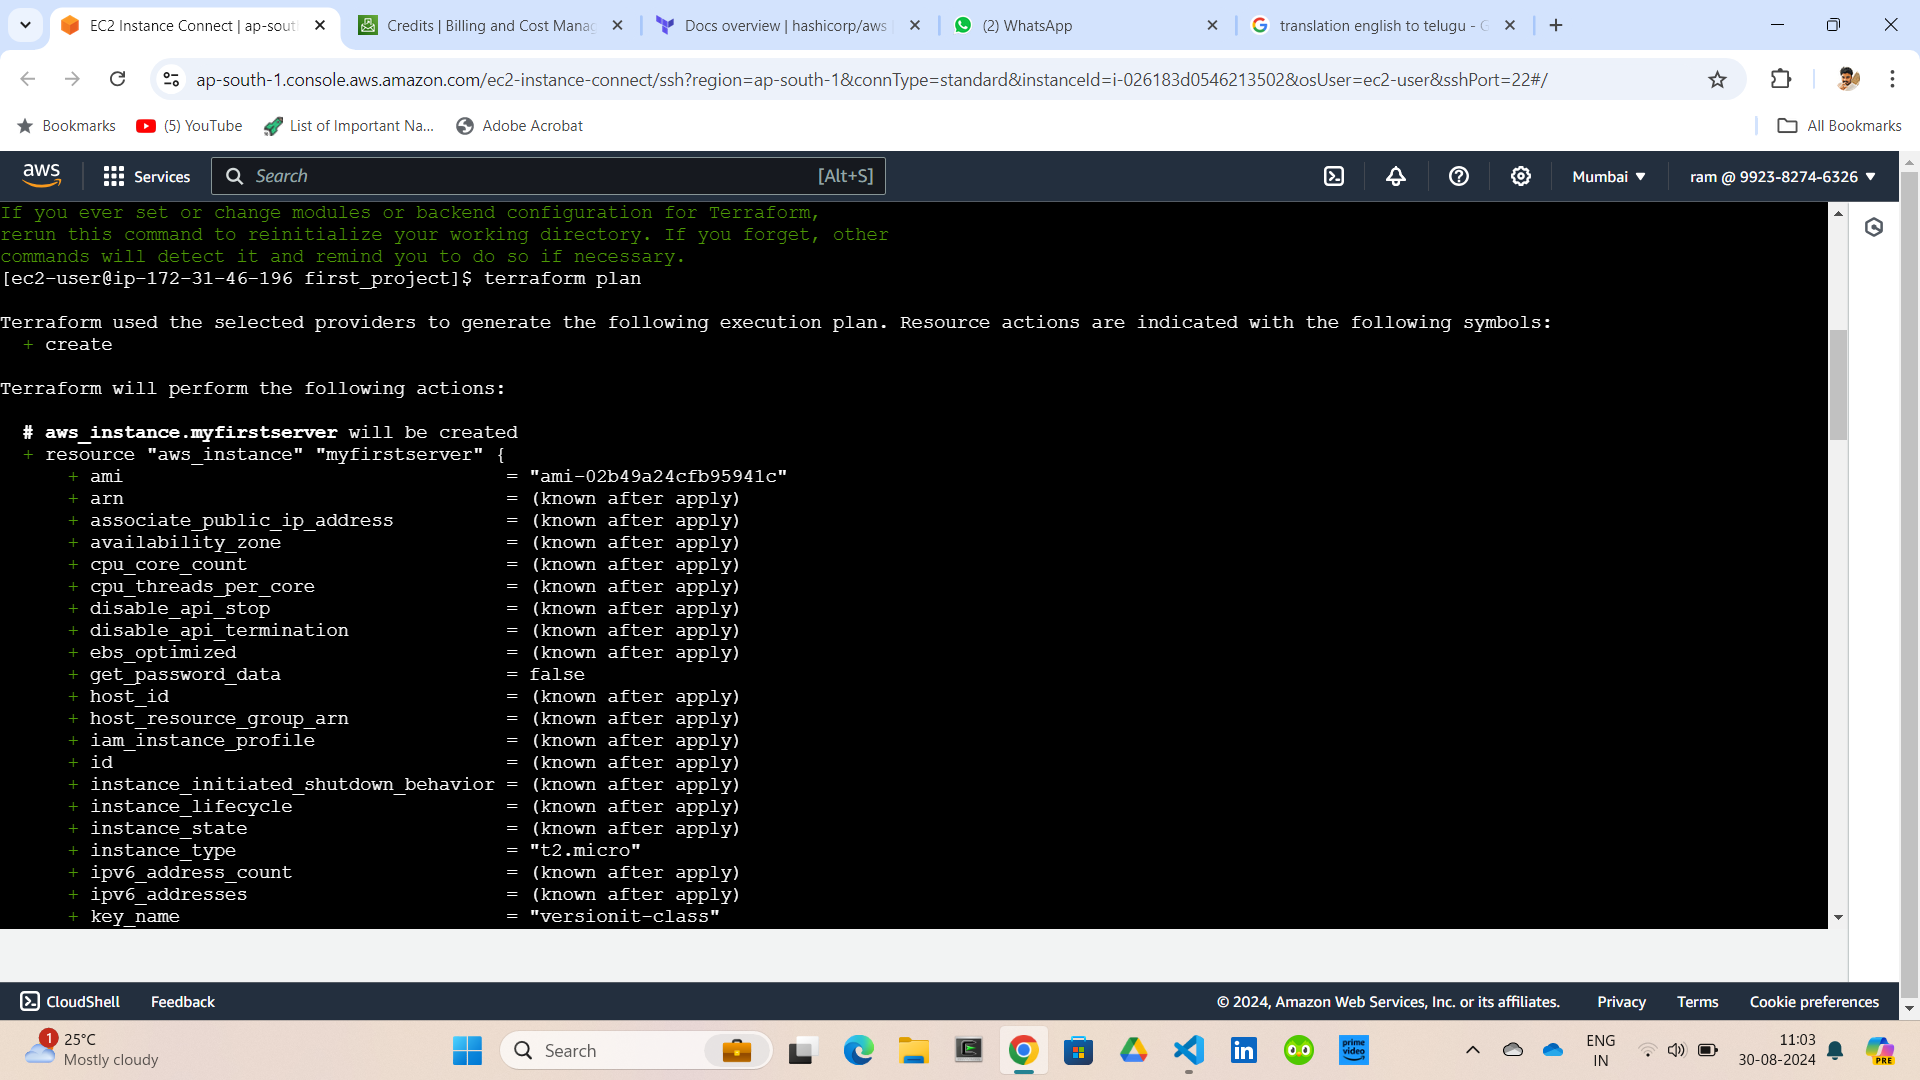 EC2 Instance Connect | ap-sout
Credits | Billing and Cost Manag
Docs overview | hashicorp/aws
(2) WhatsApp
translation english to telugu - G
ap-south-1.console.aws.amazon.com/ec2-instance-connect/ssh?region=ap-south-1&connType=standard&instanceId=i-026183d0546213502&osUser=ec2-user&sshPort=22#/
Bookmarks
(5) YouTube
List of Important Na...
Adobe Acrobat
All Bookmarks
aws
Services
Search
[Alt+S]
Mumbai
ram @ 9923-8274-6326
If you ever set or change modules or backend configuration for Terraform,
rerun this command to reinitialize your working directory. If you forget, other
commands will detect it and remind you to do so if necessary.
[ec2-user@ip-172-31-46-196 first_project]$ terraform plan
Terraform used the selected providers to generate the following execution plan. Resource actions are indicated with the following symbols:
+ create
Terraform will perform the following actions:
# aws_instance.myfirstserver will be created
+ resource "aws_instance" "myfirstserver" {
+ ami = "ami-02b49a24cfb95941c"
+ arn = (known after apply)
+ associate_public_ip_address = (known after apply)
+ availability_zone = (known after apply)
+ cpu_core_count = (known after apply)
+ cpu_threads_per_core = (known after apply)
+ disable_api_stop = (known after apply)
+ disable_api_termination = (known after apply)
+ ebs_optimized = (known after apply)
+ get_password_data = false
+ host_id = (known after apply)
+ host_resource_group_arn = (known after apply)
+ iam_instance_profile = (known after apply)
+ id = (known after apply)
+ instance_initiated_shutdown_behavior = (known after apply)
+ instance_lifecycle = (known after apply)
+ instance_state = (known after apply)
+ instance_type = "t2.micro"
+ ipv6_address_count = (known after apply)
+ ipv6_addresses = (known after apply)
+ key_name = "versionit-class"
CloudShell
Feedback
© 2024, Amazon Web Services, Inc. or its affiliates.
Privacy
Terms
Cookie preferences
1
25°C
Mostly cloudy
Search
prime video
ENG
IN
11:03
30-08-2024
PRE